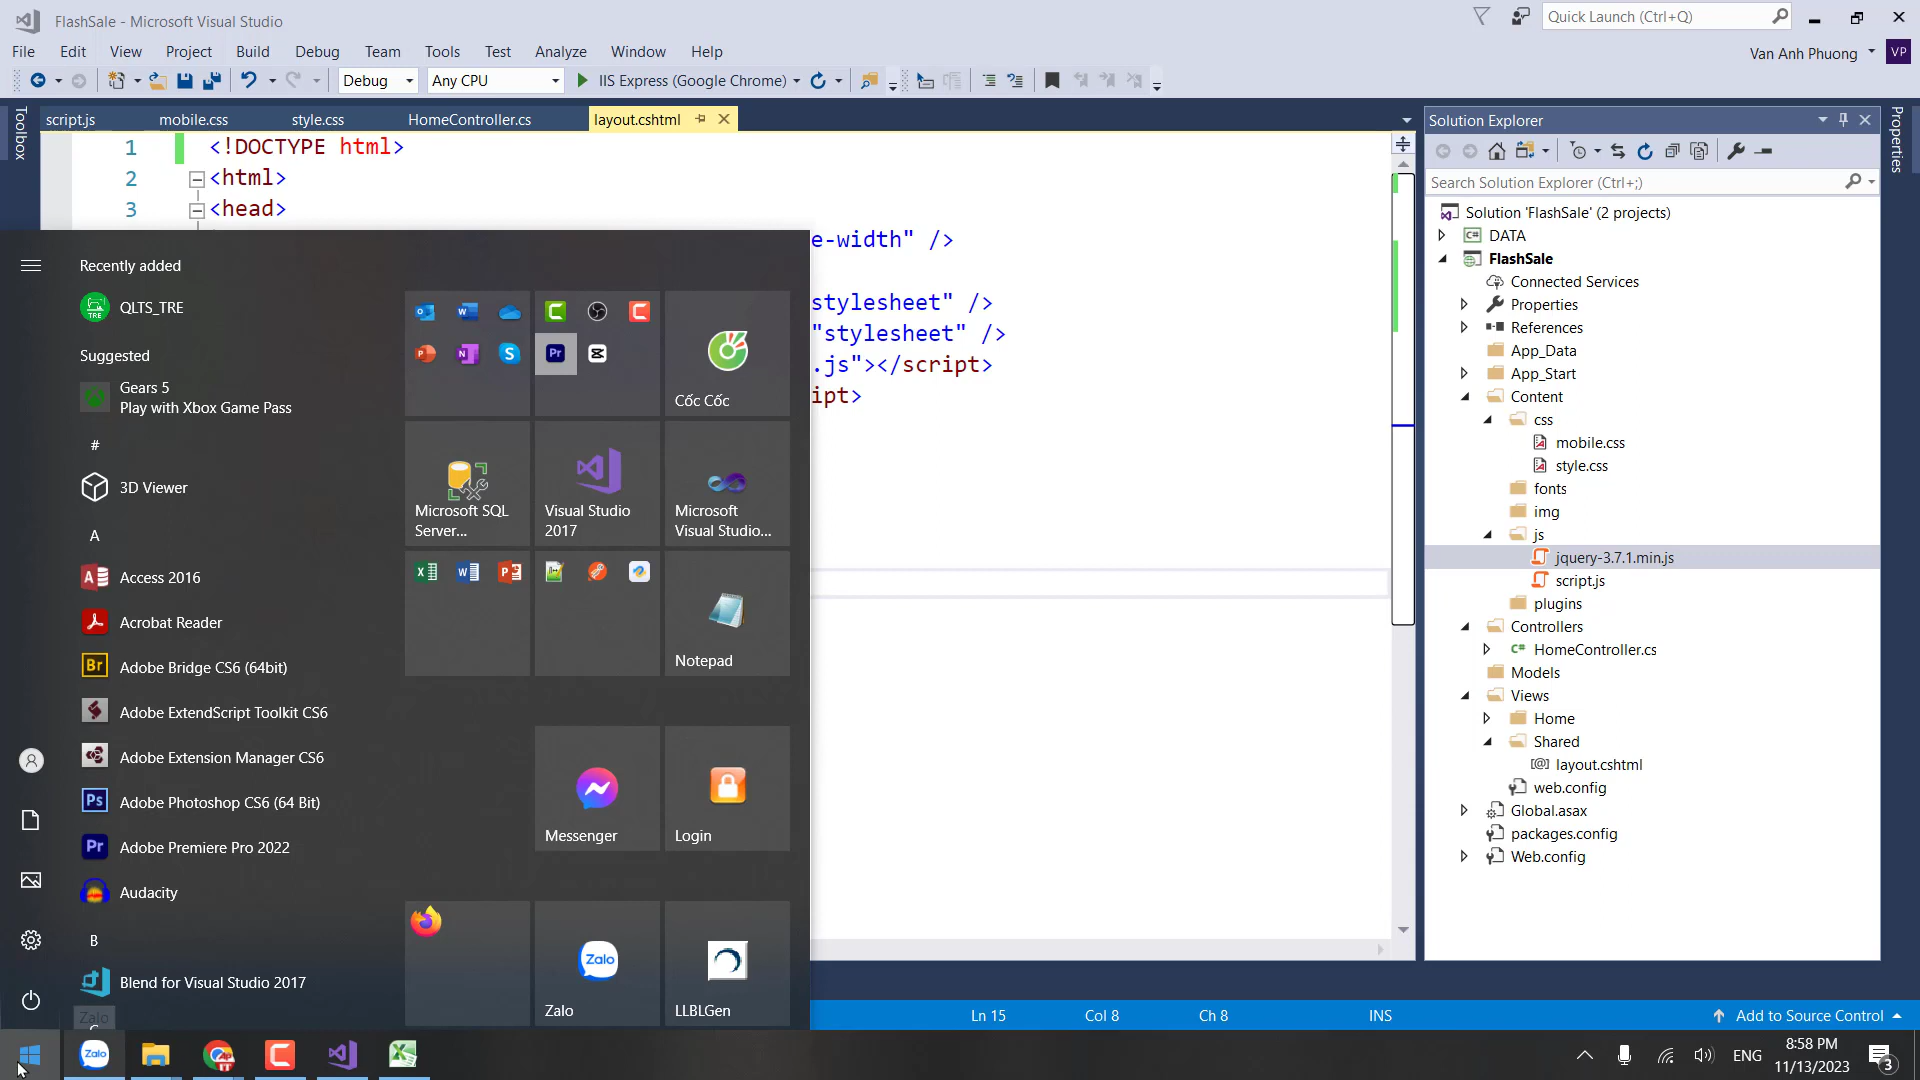 FlashSale - Microsoft Visual Studio
Quick Launch (Ctrl+Q)
File Edit View Project Build Debug Team Tools Test Analyze Window Help
Van Anh Phuong VP
Debug Any CPU IIS Express (Google Chrome)
Toolbox
script.js mobile.css style.css HomeController.cs layout.cshtml
1 <!DOCTYPE html>
2 <html>
3 <head>
e-width" />
stylesheet" />
"stylesheet" />
.js"></script>
ipt>
Recently added
QLTS_TRE
Suggested
Gears 5
Play with Xbox Game Pass
#
3D Viewer
A
Access 2016
Acrobat Reader
Adobe Bridge CS6 (64bit)
Adobe ExtendScript Toolkit CS6
Adobe Extension Manager CS6
Adobe Photoshop CS6 (64 Bit)
Adobe Premiere Pro 2022
Audacity
B
Blend for Visual Studio 2017
Zalo
Cốc Cốc
Microsoft SQL Server...
Visual Studio 2017
Microsoft Visual Studio...
Notepad
Messenger
Login
Zalo
Zalo
LLBLGen
Solution Explorer
Search Solution Explorer (Ctrl+;)
Solution 'FlashSale' (2 projects)
DATA
FlashSale
Connected Services
Properties
References
App_Data
App_Start
Content
css
mobile.css
style.css
fonts
img
js
jquery-3.7.1.min.js
script.js
plugins
Controllers
HomeController.cs
Models
Views
Home
Shared
layout.cshtml
web.config
Global.asax
packages.config
Web.config
Properties
Ln 15 Col 8 Ch 8 INS Add to Source Control
Zalo
ENG
8:58 PM
11/13/2023
3